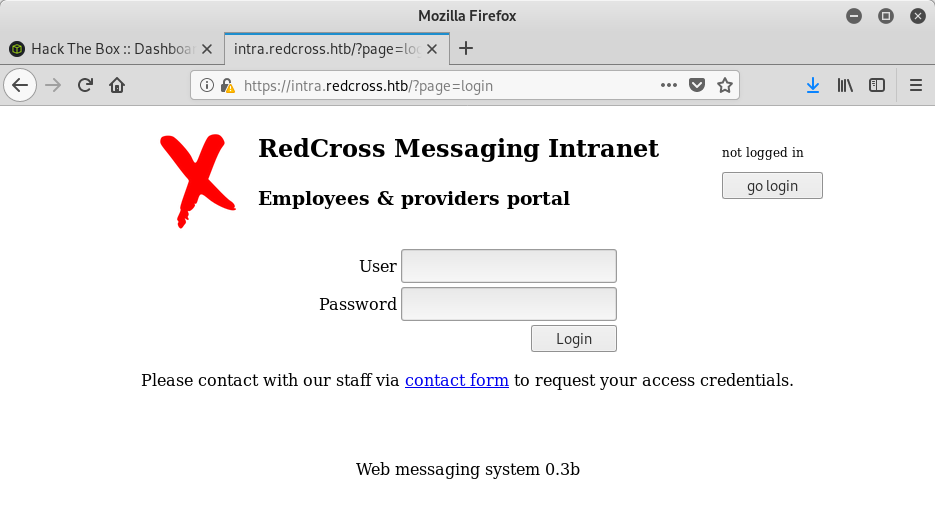 Mozilla Firefox
Hack The Box :: Dashboa
intra.redcross.htb/?page=log
https://intra.redcross.htb/?page=login
RedCross Messaging Intranet
not logged in
go login
Employees & providers portal
User
Password
Login
Please contact with our staff via contact form to request your access credentials.
Web messaging system 0.3b